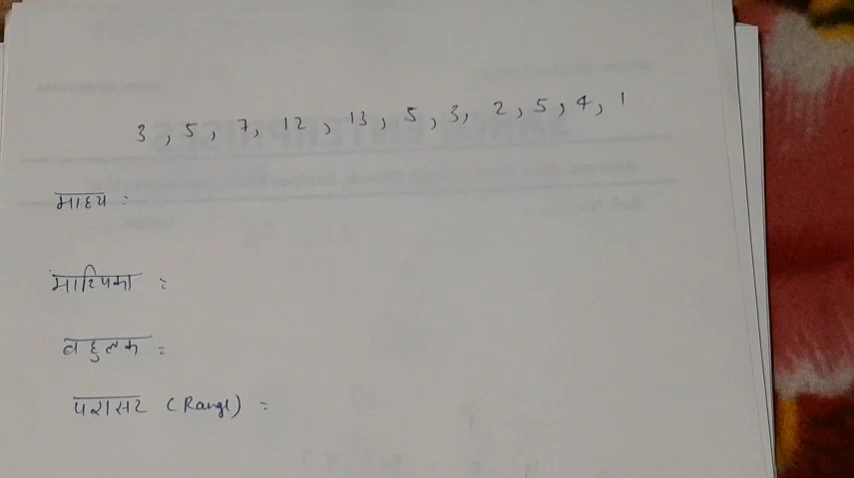 3 , 5 , 7 , 12 , 13 , 5 , 3 , 2 , 5 , 4 , 1
माध्य :
माध्यिका :
बहुलक :
परासर (Range) :